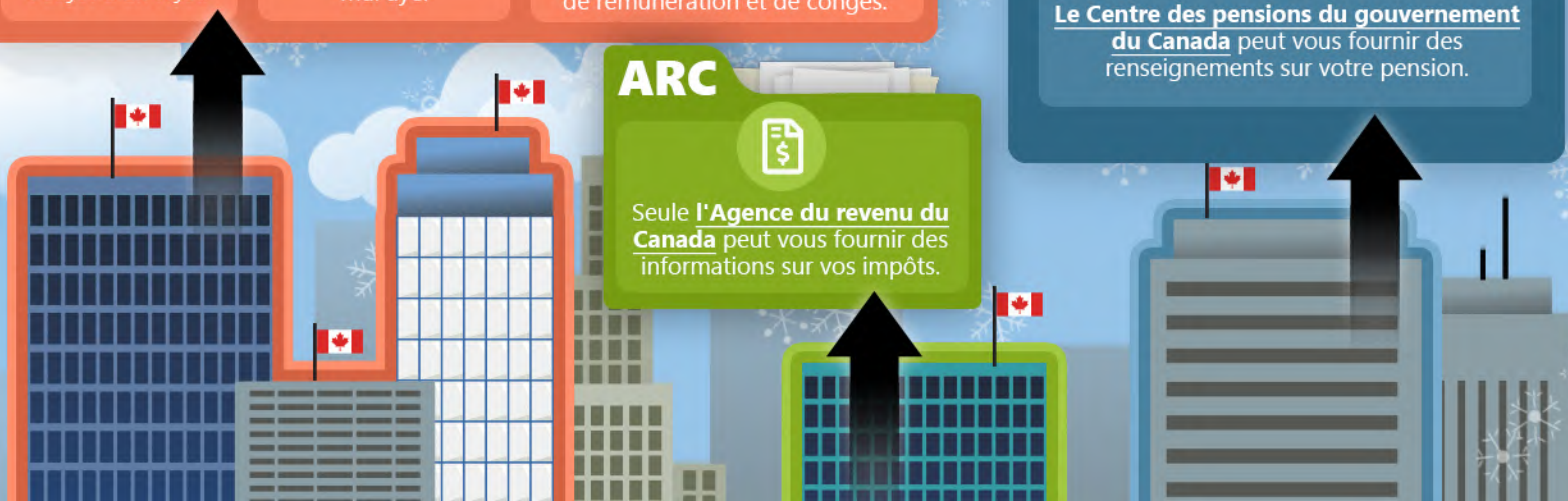 de rémunération et de congés.
ARC
Seule l'Agence du revenu du
Canada peut vous fournir des
informations sur vos impôts.
Le Centre des pensions du gouvernement
du Canada peut vous fournir des
renseignements sur votre pension.